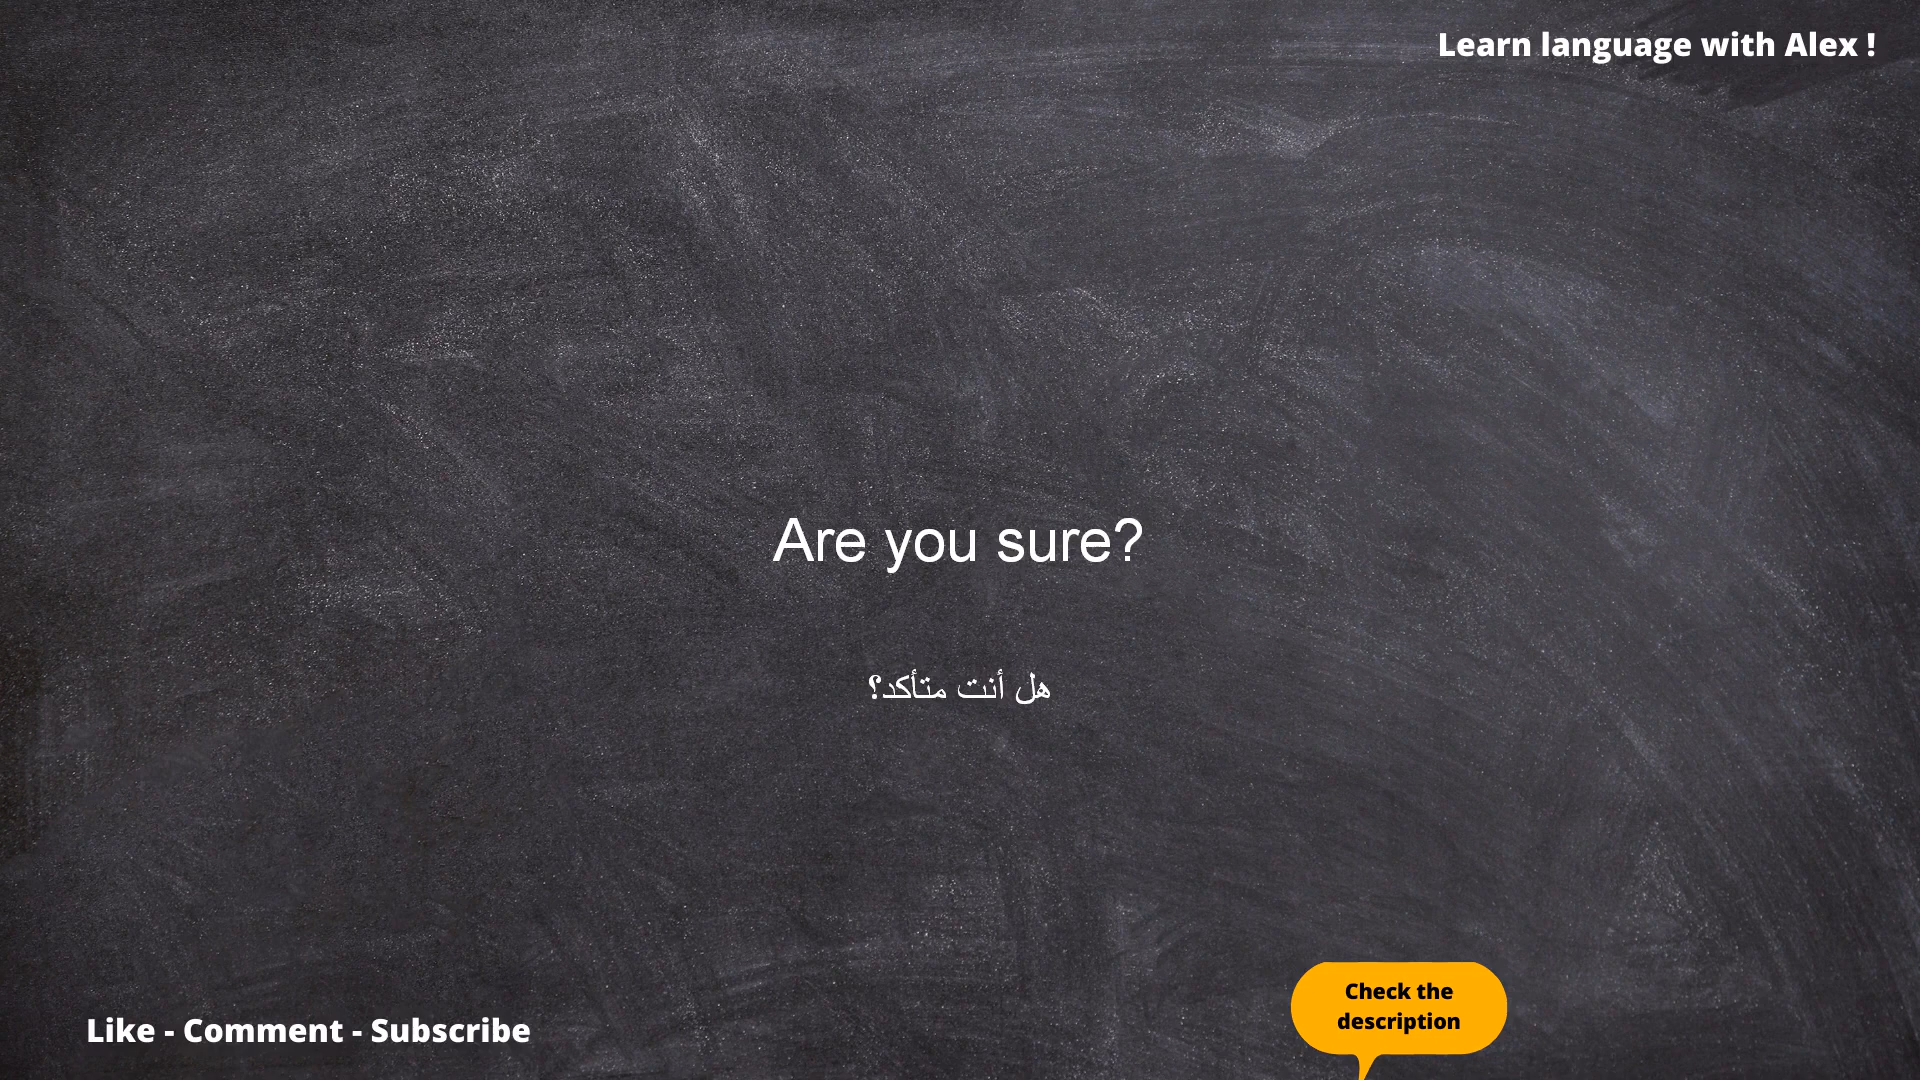 Learn language with Alex !
Are you sure?
هل أنت متأكد؟
Check the
description
Like - Comment - Subscribe